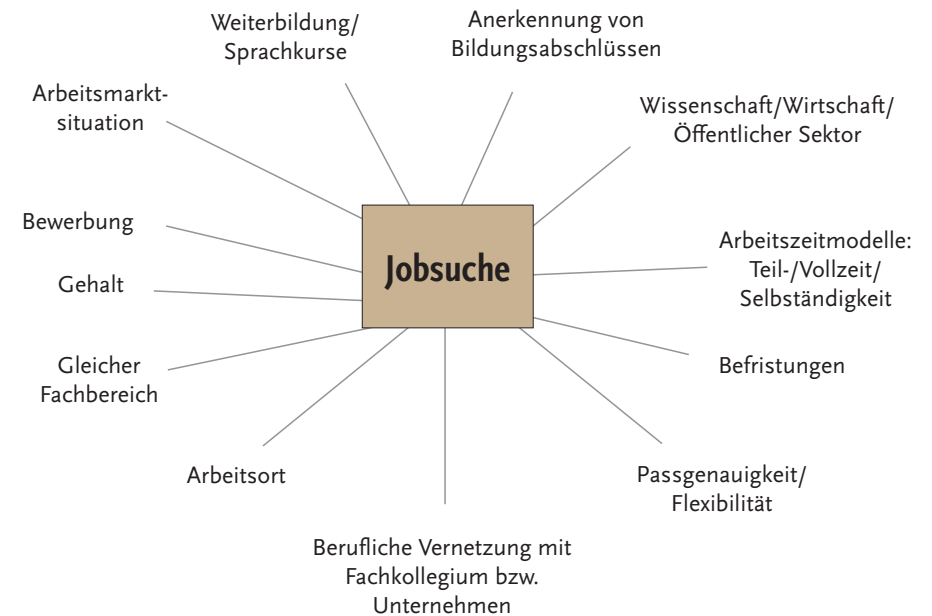 Weiterbildung/
Sprachkurse
Anerkennung von
Bildungsabschlüssen
Arbeitsmarkt-
situation
Wissenschaft/Wirtschaft/
Öffentlicher Sektor
Bewerbung
Gehalt
Jobsuche
Arbeitszeitmodelle:
Teil-/Vollzeit/
Selbständigkeit
Gleicher
Fachbereich
Befristungen
Arbeitsort
Passgenauigkeit/
Flexibilität
Berufliche Vernetzung mit
Fachkollegium bzw.
Unternehmen